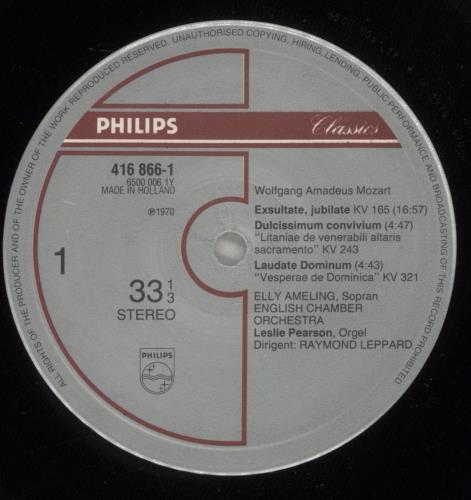 ALL RIGHTS OF THE PRODUCER AND OF THE OWNER OF THE WORK REPRODUCED RESERVED. UNAUTHORISED COPYING, HIRING, LENDING, PUBLIC PERFORMANCE AND BROADCASTING OF THIS RECORD PROHIBITED
PHILIPS
Classics
416 866-1
6500 006.1Y
MADE IN HOLLAND
℗1970
1
33 1/3
STEREO
PHILIPS
Wolfgang Amadeus Mozart
Exsultate, jubilate KV 165 (16:57)
Dulcissimum convivium (4:47)
"Litaniae de venerabili altaris
sacramento" KV 243
Laudate Dominum (4:43)
"Vesperae de Dominica" KV 321
ELLY AMELING, Sopran
ENGLISH CHAMBER
ORCHESTRA
Leslie Pearson, Orgel
Dirigent: RAYMOND LEPPARD